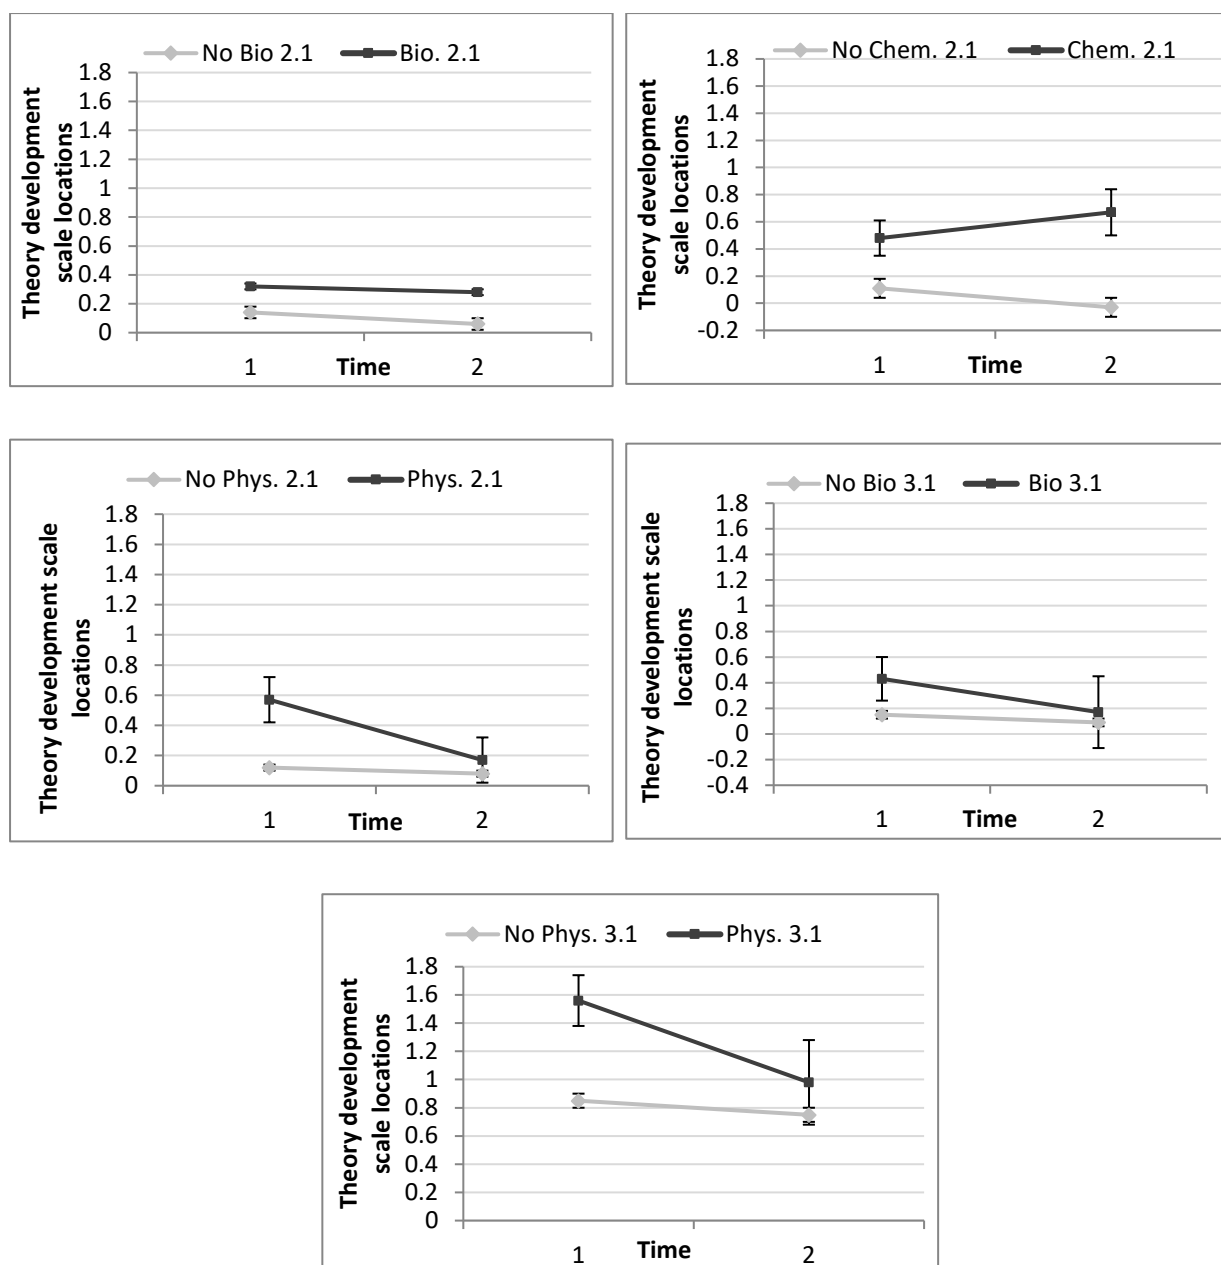 No Bio 2.1 Bio. 2.1
Theory development
scale locations
1.8
1.6
1.4
1.2
1
0.8
0.6
0.4
0.2
0
1 Time 2
No Chem. 2.1 Chem. 2.1
Theory development
scale locations
1.8
1.6
1.4
1.2
1
0.8
0.6
0.4
0.2
0
-0.2
1 Time 2
No Phys. 2.1 Phys. 2.1
Theory development scale
locations
1.8
1.6
1.4
1.2
1
0.8
0.6
0.4
0.2
0
1 Time 2
No Bio 3.1 Bio 3.1
Theory development scale
locations
1.8
1.6
1.4
1.2
1
0.8
0.6
0.4
0.2
0
-0.2
-0.4
1 Time 2
No Phys. 3.1 Phys. 3.1
Theory development
scale locations
1.8
1.6
1.4
1.2
1
0.8
0.6
0.4
0.2
0
1 Time 2